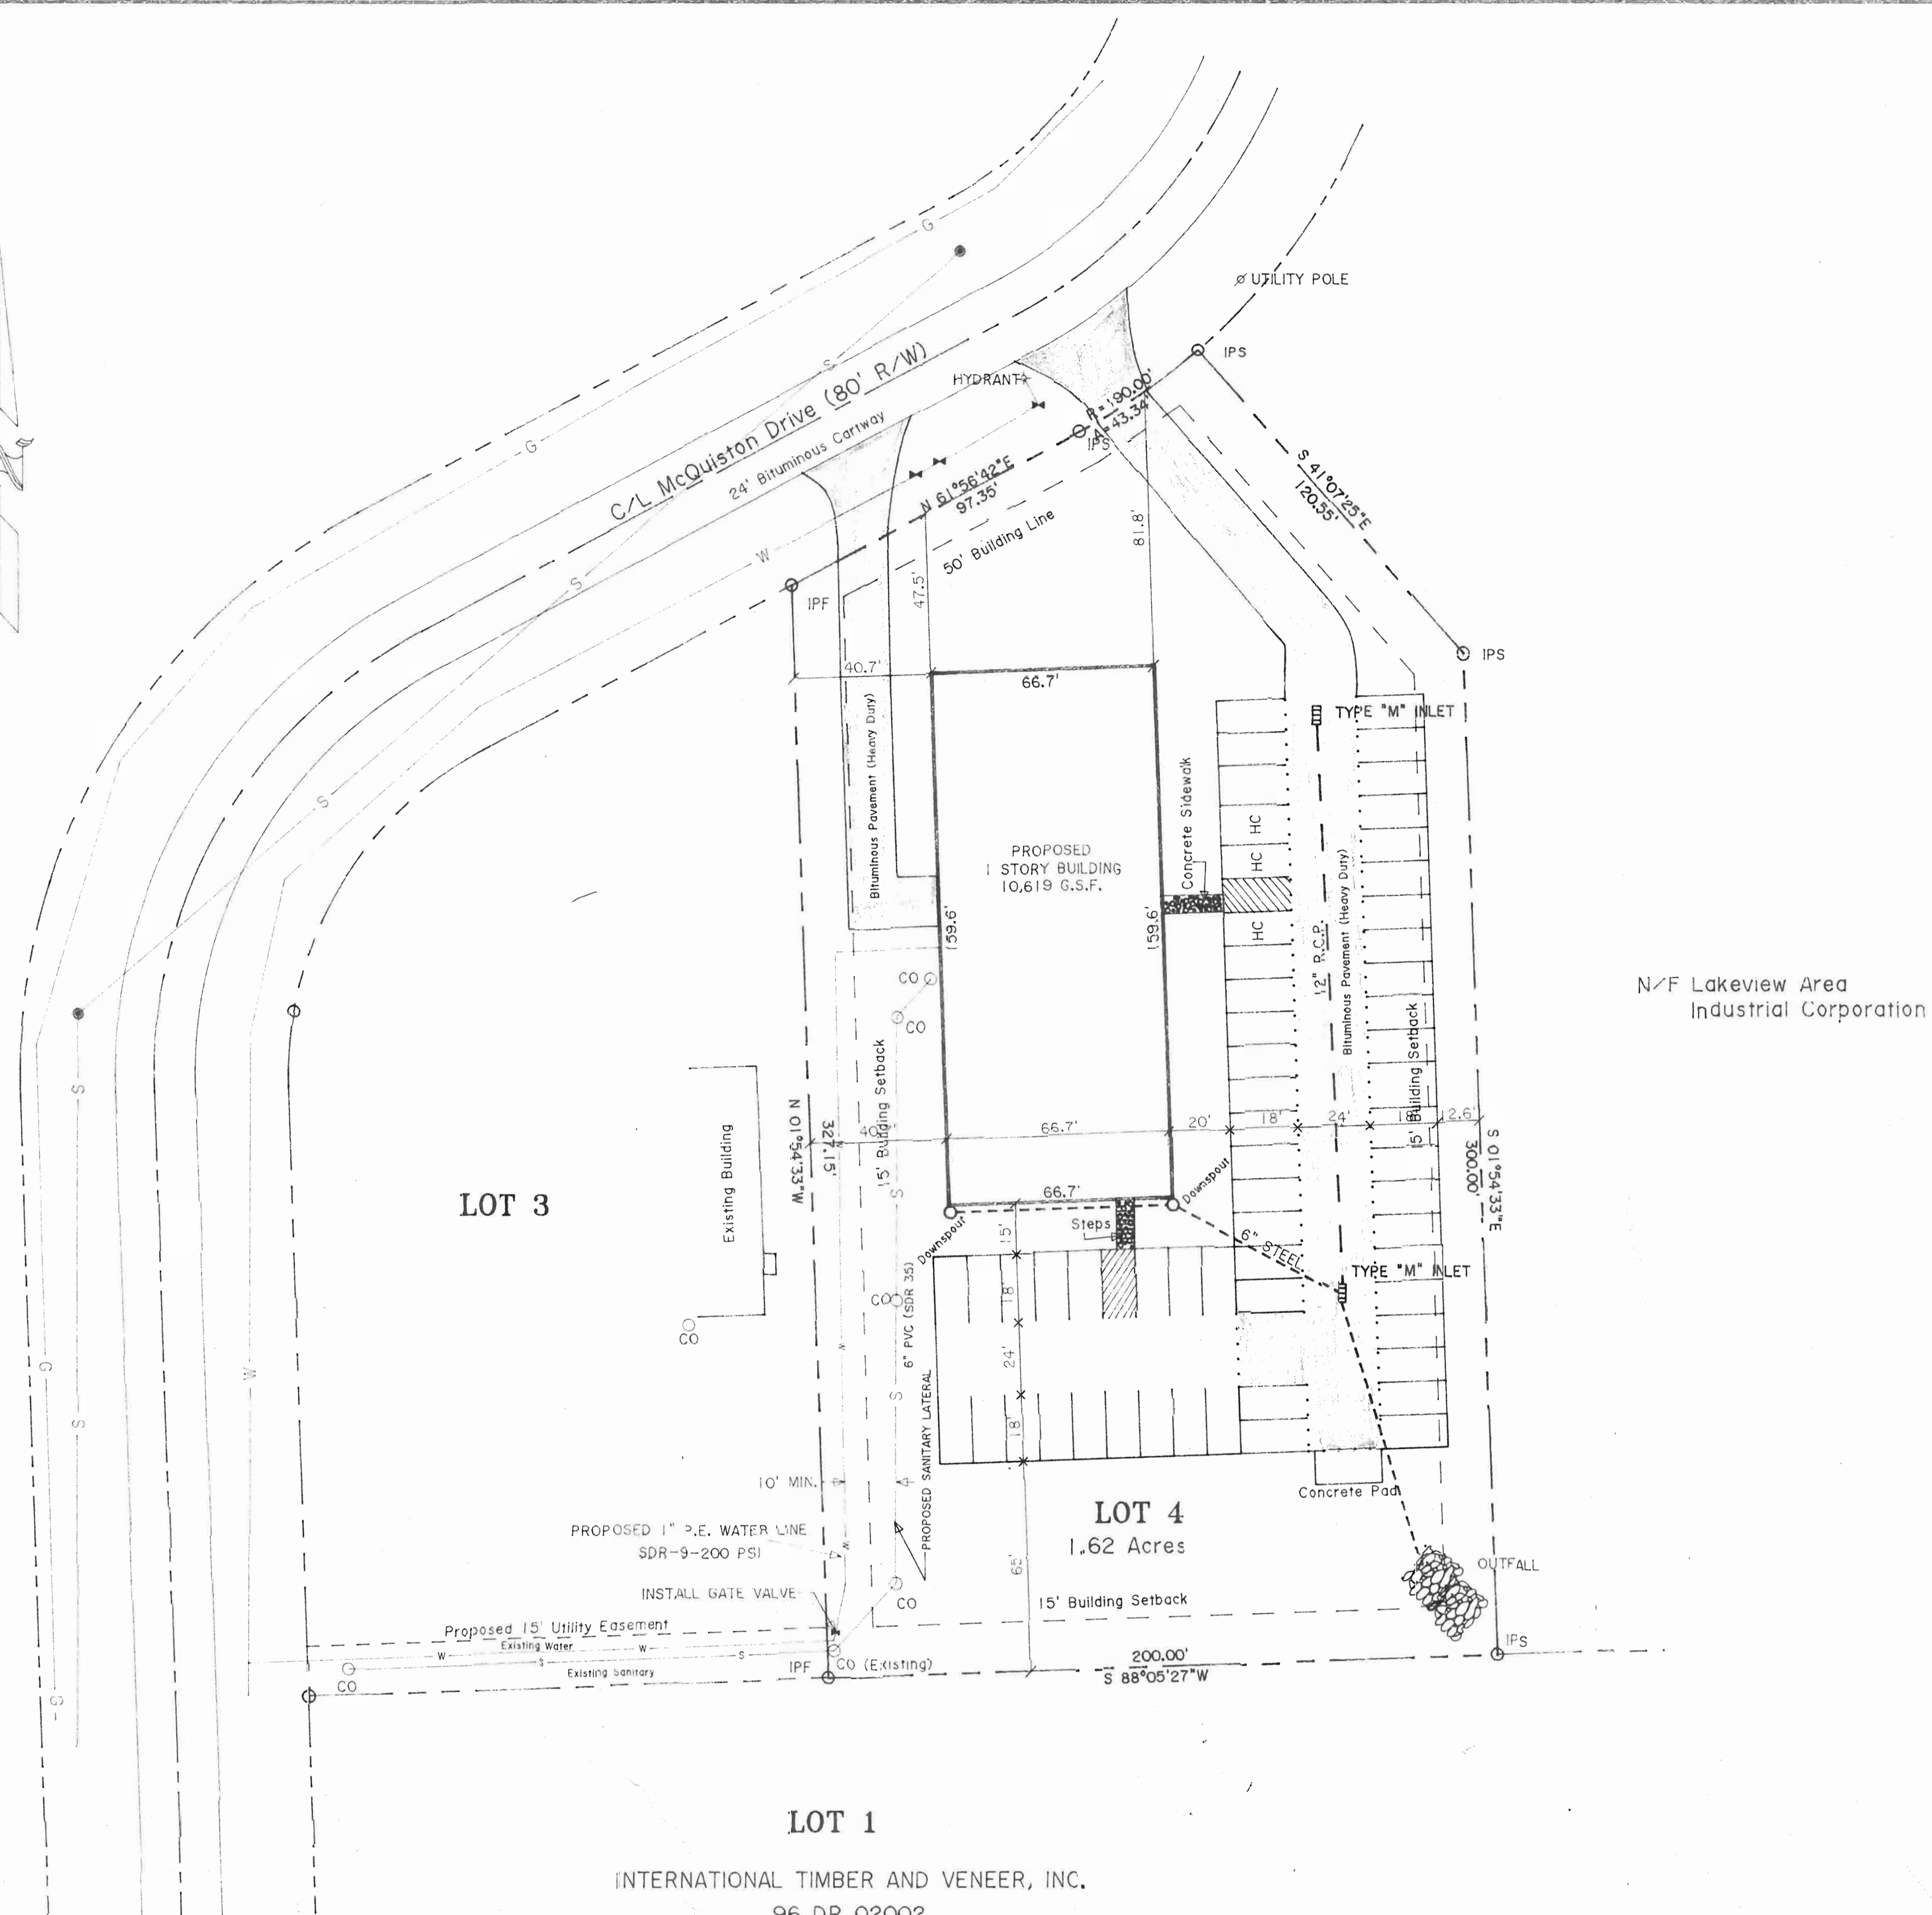 G
UTILITY POLE
IPS
C/L McQuiston Drive (80' R/W)
24' Bituminous Cartway
S
HYDRANT
R = 190.00'
A = 43.34'
IPS
G
N 61°56'42"E
97.35'
S 41°07'25"E
120.55'
50' Building Line
81.8'
W
S
47.5'
IPF
IPS
40.7'
66.7'
TYPE "M" INLET
Bituminous Pavement (Heavy Duty)
Concrete Sidewalk
S
HC
HC
HC
PROPOSED
1 STORY BUILDING
10,619 G.S.F.
159.6'
159.6'
12" R.C.P.
Bituminous Pavement (Heavy Duty)
15' Building Setback
N/F Lakeview Area
Industrial Corporation
CO
CO
15' Building Setback
S
N 01°54'33"W
327.15'
66.7'
20'
18'
24'
18'
12.6'
S 01°54'33"E
300.00'
Existing Building
LOT 3
S
66.7'
Downspout
Downspout
Steps
15'
6" STEEL
TYPE "M" INLET
CO
6" PVC (SDR 35)
18'
CO
24'
G
W
S
S
PROPOSED SANITARY LATERAL
18'
10' MIN.
Concrete Pad
LOT 4
1.62 Acres
PROPOSED 1" P.E. WATER LINE
SDR-9-200 PSI
W
W
65'
OUTFALL
INSTALL GATE VALVE
CO
15' Building Setback
Proposed 15' Utility Easement
Existing Water
W
W
S
S
Existing Sanitary
CO
IPF
CO (Existing)
200.00'
S 88°05'27"W
IPS
G
LOT 1
INTERNATIONAL TIMBER AND VENEER, INC.
96 DR 02002